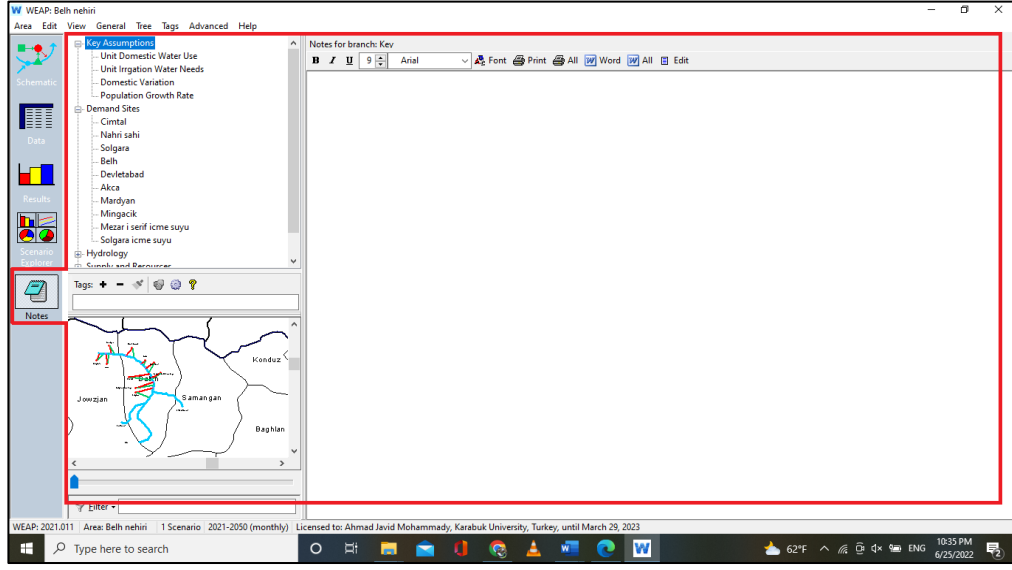 WEAP: Belh nehiri
Area Edit View General Tree Tags Advanced Help
Schematic
Data
Results
Scenario
Explorer
Notes
Key Assumptions
Unit Domestic Water Use
Unit Irrgation Water Needs
Domestic Variation
Population Growth Rate
Demand Sites
Cimtal
Nahri sahi
Solgara
Belh
Devletabad
Akca
Mardyan
Mingacik
Mezar i serif icme suyu
Solgara icme suyu
Hydrology
Supply and Resources
Tags:
Konduz
Jowzjan
Samangan
Baghlan
Filter
Notes for branch: Key
B I U 9 Arial Font Print All Word All Edit
WEAP: 2021.011 Area: Belh nehiri 1 Scenario 2021-2050 (monthly) Licensed to: Ahmad Javid Mohammady, Karabuk University, Turkey, until March 29, 2023
Type here to search
62°F ENG
10:35 PM
6/25/2022